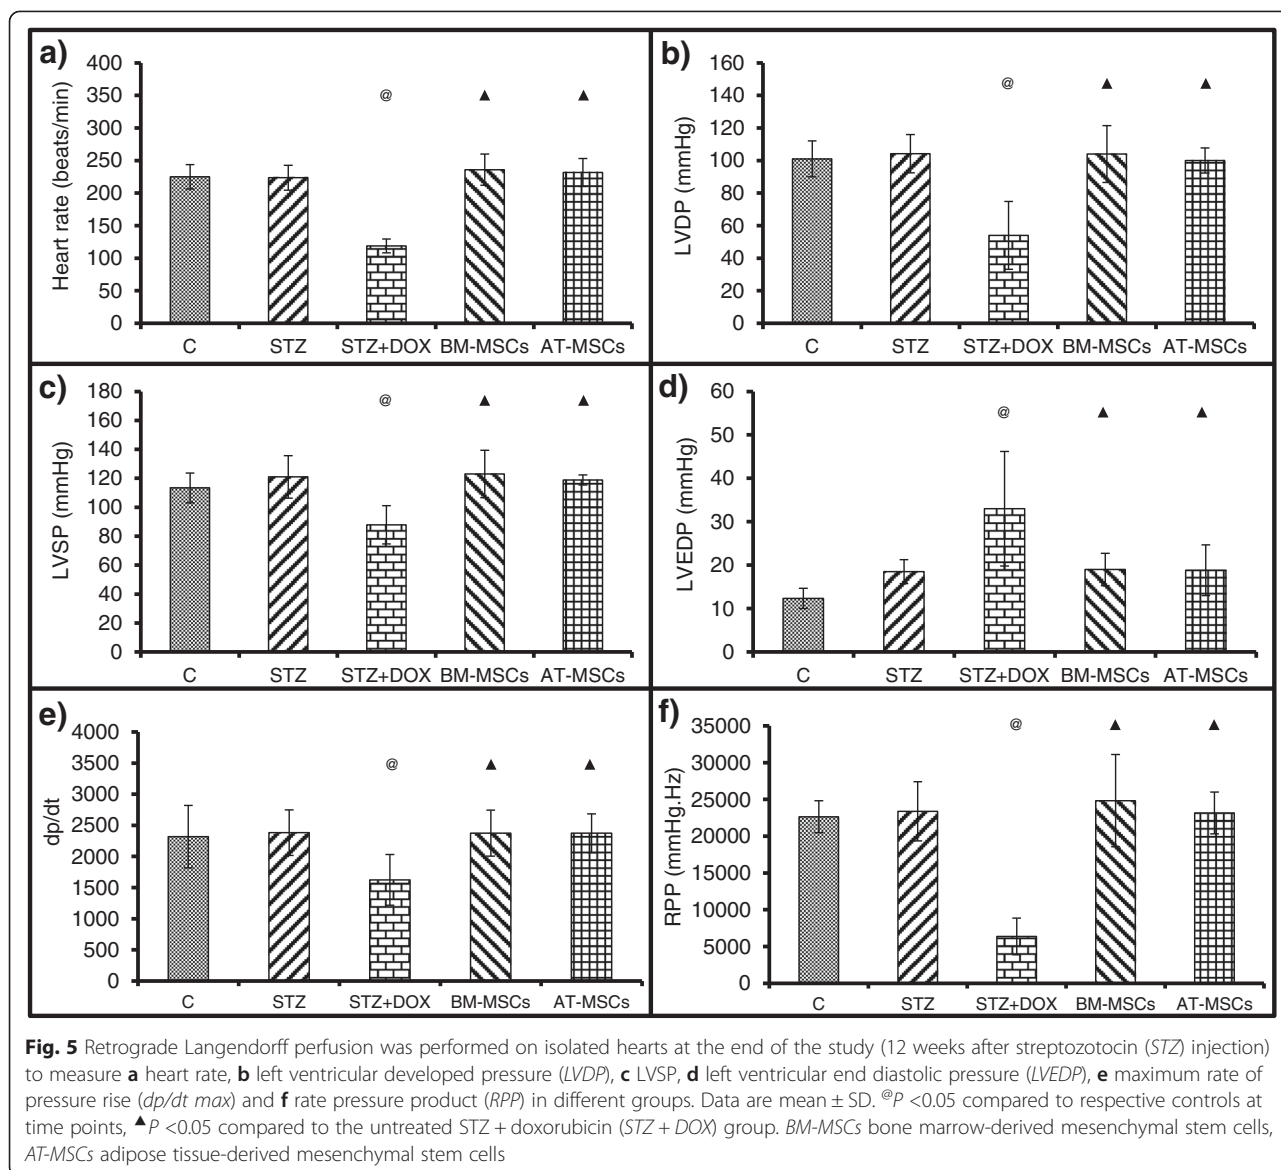 a)
400
350
300
250
200
150
100
50
0
Heart rate (beats/min)
@ ▲ ▲
C STZ STZ+DOX BM-MSCs AT-MSCs
b)
160
140
120
100
80
60
40
20
0
LVDP (mmHg)
@ ▲ ▲
C STZ STZ+DOX BM-MSCs AT-MSCs
c)
180
160
140
120
100
80
60
40
20
0
LVSP (mmHg)
@ ▲ ▲
C STZ STZ+DOX BM-MSCs AT-MSCs
d)
60
50
40
30
20
10
0
LVEDP (mmHg)
@ ▲ ▲
C STZ STZ+DOX BM-MSCs AT-MSCs
e)
4000
3500
3000
2500
2000
1500
1000
500
0
dp/dt
@ ▲ ▲
C STZ STZ+DOX BM-MSCs AT-MSCs
f)
35000
30000
25000
20000
15000
10000
5000
0
RPP (mmHg.Hz)
@ ▲ ▲
C STZ STZ+DOX BM-MSCs AT-MSCs
Fig. 5 Retrograde Langendorff perfusion was performed on isolated hearts at the end of the study (12 weeks after streptozotocin (STZ) injection)
to measure a heart rate, b left ventricular developed pressure (LVDP), c LVSP, d left ventricular end diastolic pressure (LVEDP), e maximum rate of
pressure rise (dp/dt max) and f rate pressure product (RPP) in different groups. Data are mean ± SD. @P <0.05 compared to respective controls at
time points, ▲P <0.05 compared to the untreated STZ + doxorubicin (STZ + DOX) group. BM-MSCs bone marrow-derived mesenchymal stem cells,
AT-MSCs adipose tissue-derived mesenchymal stem cells